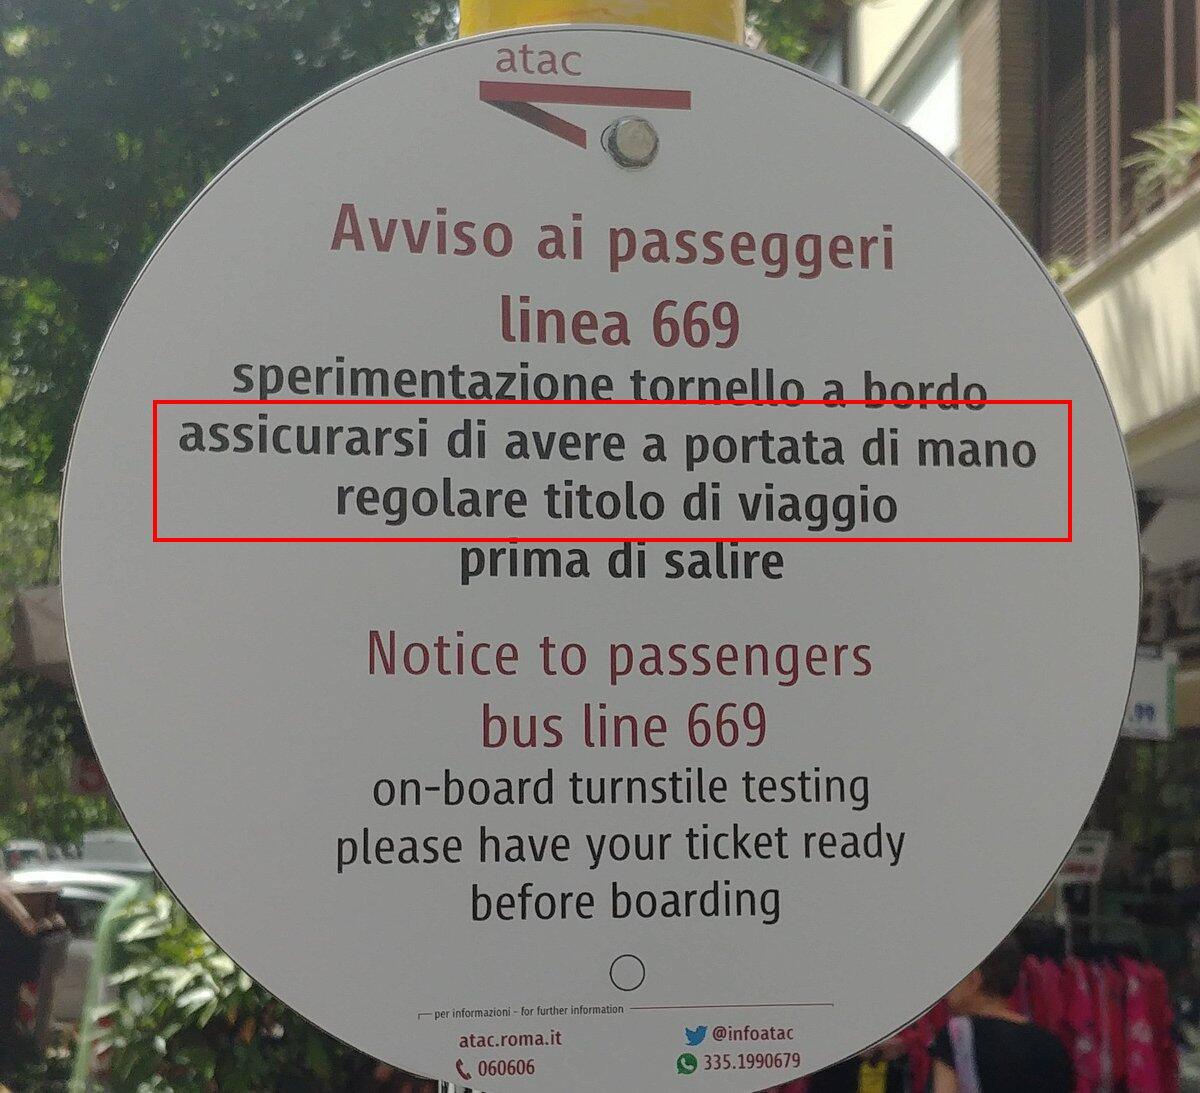 atac
Avviso ai passeggeri
linea 669
sperimentazione tornello a bordo
assicurarsi di avere a portata di mano
regolare titolo di viaggio
prima di salire
Notice to passengers
bus line 669
on-board turnstile testing
please have your ticket ready
before boarding
per informazioni - for further information
atac.roma.it
@infoatac
060606
335.1990679
.99